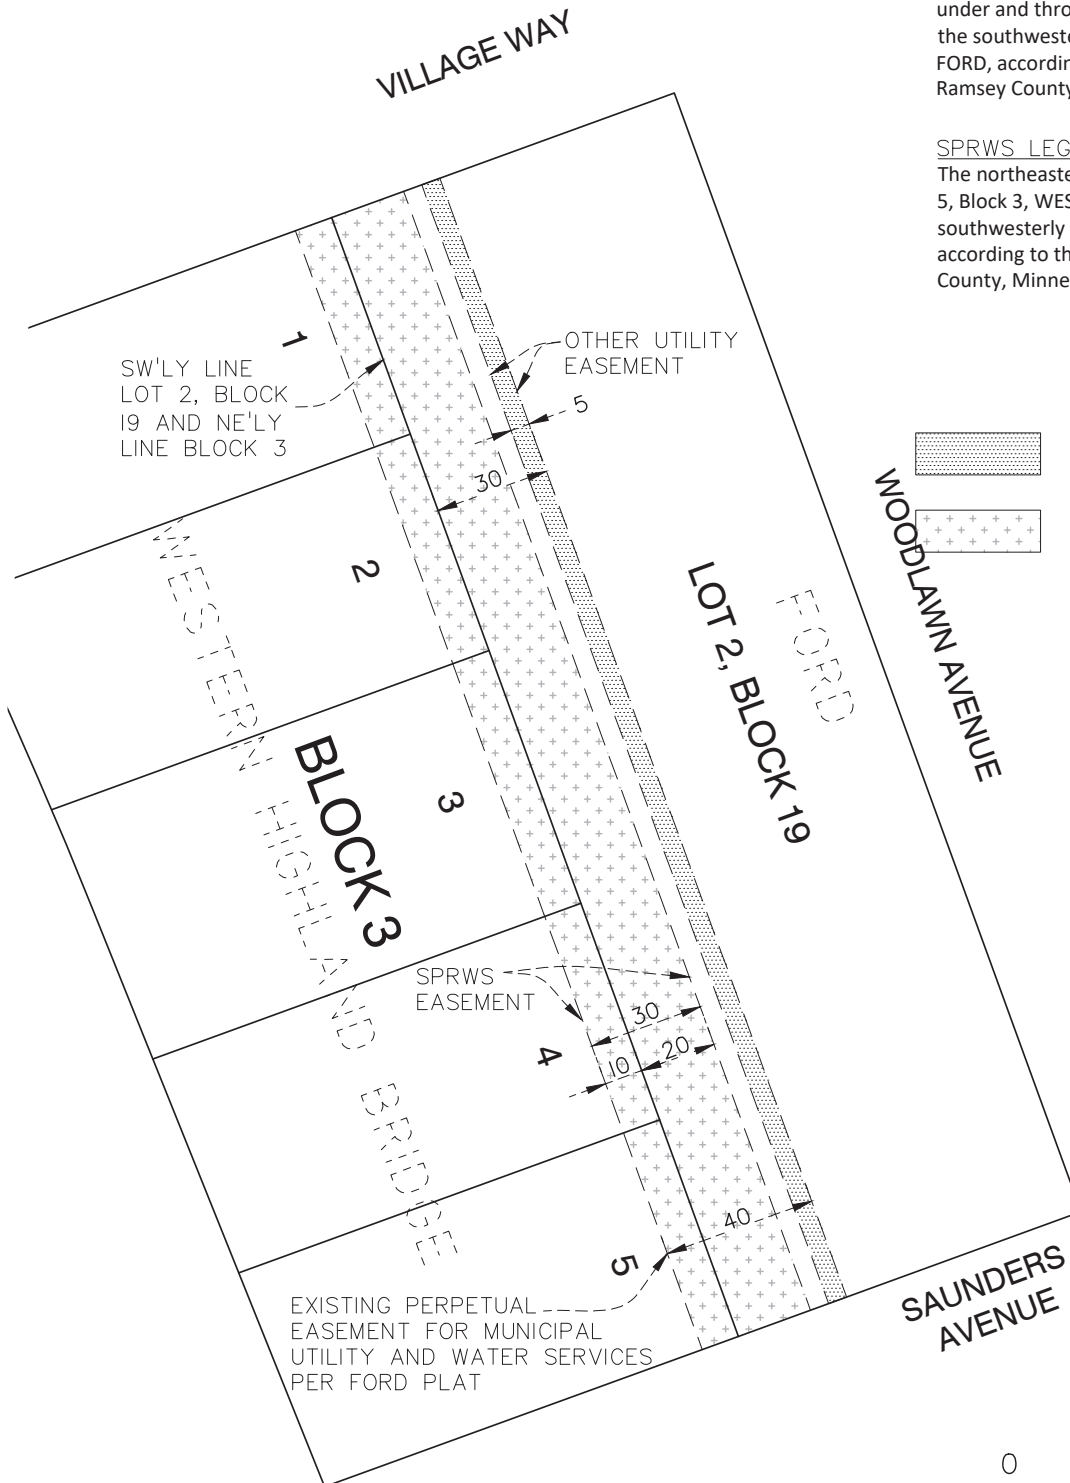 VILLAGE WAY
under and thro
the southweste
FORD, accordin
Ramsey County
SPRWS LEG
The northeaste
5, Block 3, WES
southwesterly
according to th
County, Minne
1
SW'LY LINE
LOT 2, BLOCK
19 AND NE'LY
LINE BLOCK 3
OTHER UTILITY
EASEMENT
5
30
2
WOODLAWN AVENUE
LOT 2, BLOCK 19
FORD
WESTERN HIGHLAND BRIDGE
BLOCK 3
3
SPRWS
EASEMENT
30
20
10
4
40
5
EXISTING PERPETUAL
EASEMENT FOR MUNICIPAL
UTILITY AND WATER SERVICES
PER FORD PLAT
SAUNDERS
AVENUE
0